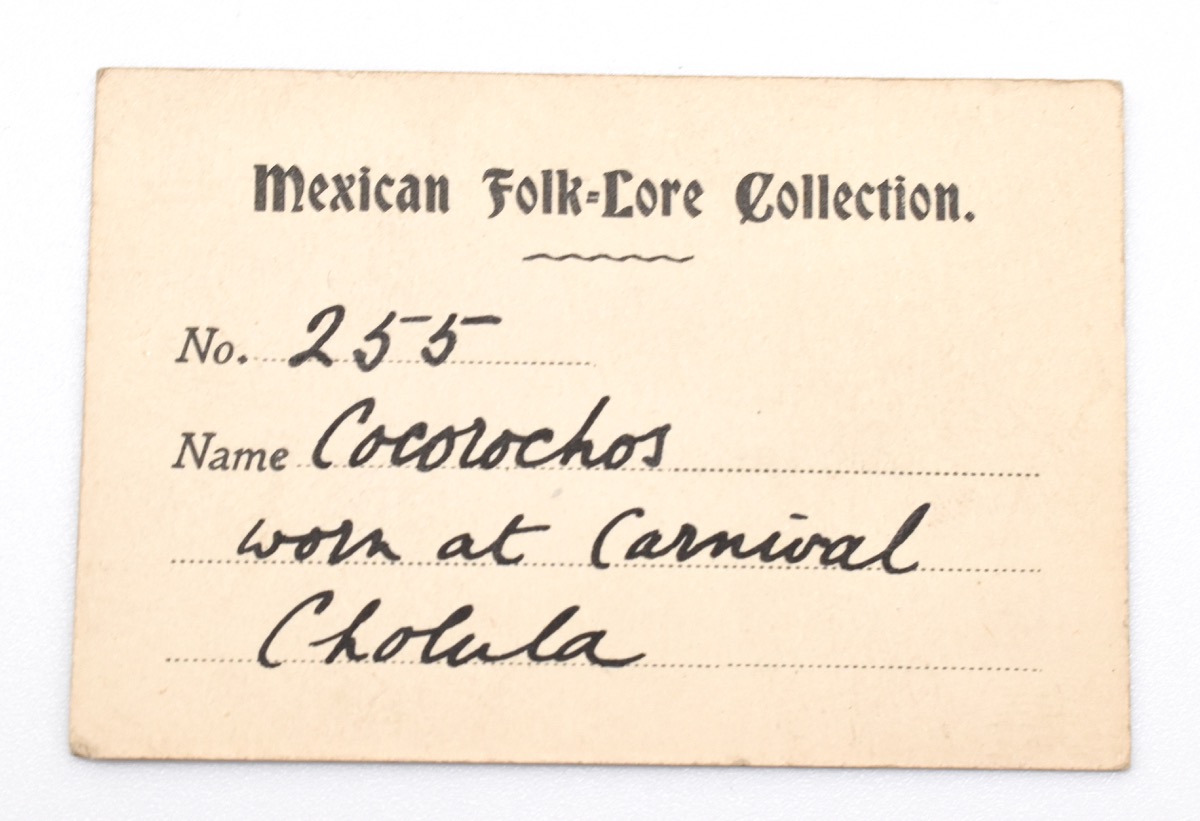 Mexican Folk-Lore Collection.
No. 255
Name Cocorochos
worn at Carnival
Cholula